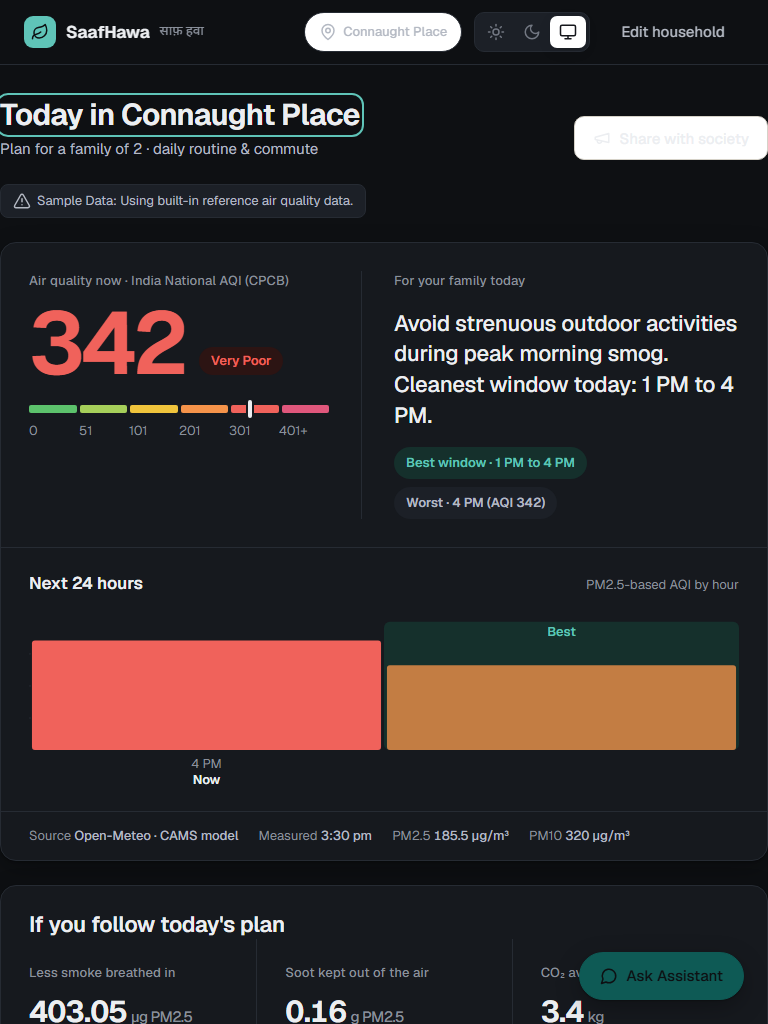 SaafHawa साफ़ हवा
Connaught Place
Edit household
Today in Connaught Place
Plan for a family of 2 · daily routine & commute
Share with society
Sample Data: Using built-in reference air quality data.
Air quality now · India National AQI (CPCB)
342 Very Poor
0 51 101 201 301 401+
For your family today
Avoid strenuous outdoor activities
during peak morning smog.
Cleanest window today: 1 PM to 4
PM.
Best window · 1 PM to 4 PM
Worst · 4 PM (AQI 342)
Next 24 hours
PM2.5-based AQI by hour
Best
4 PM
Now
Source Open-Meteo · CAMS model Measured 3:30 pm PM2.5 185.5 µg/m³ PM10 320 µg/m³
If you follow today's plan
Less smoke breathed in
403.05 µg PM2.5
Soot kept out of the air
0.16 g PM2.5
CO₂ av
3.4 kg
Ask Assistant